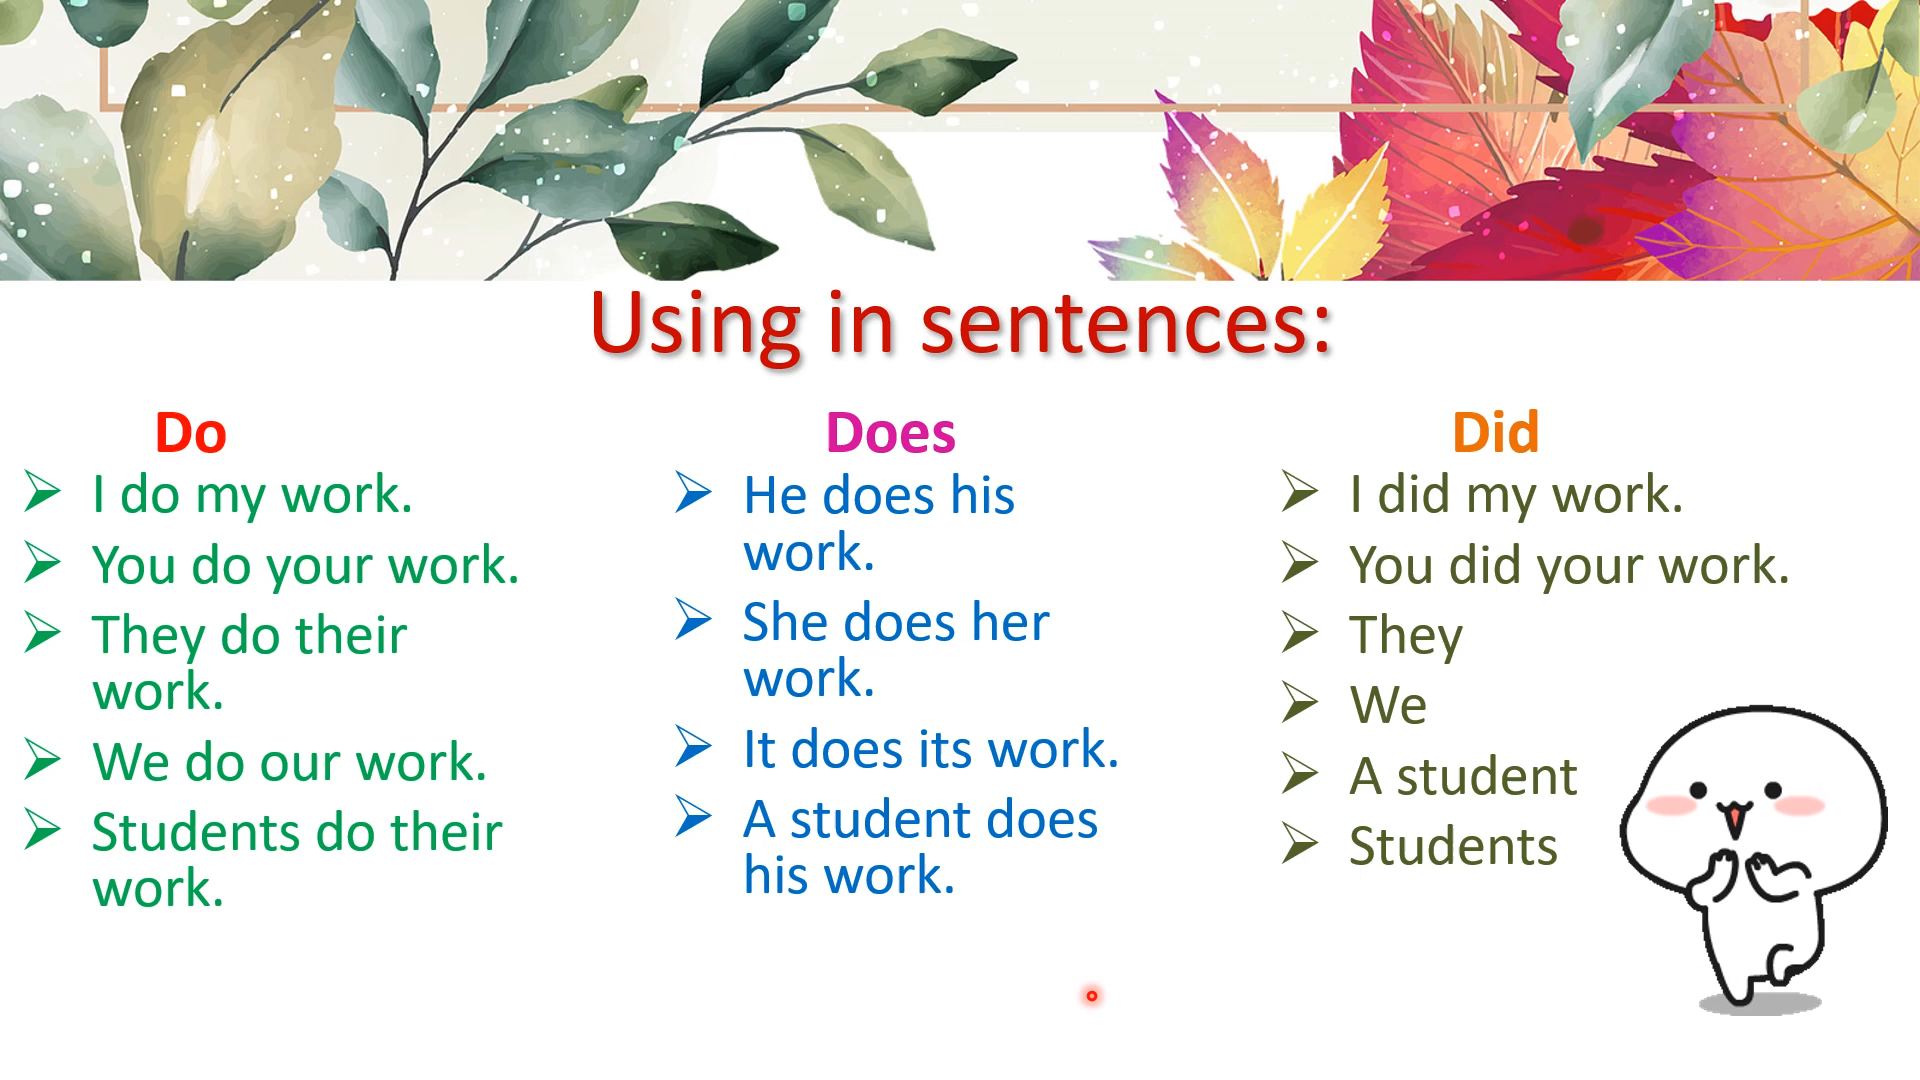 Using in sentences:
Do
I do my work.
You do your work.
They do their
work.
We do our work.
Students do their
work.
Does
He does his
work.
She does her
work.
It does its work.
A student does
his work.
Did
I did my work.
You did your work.
They
We
A student
Students